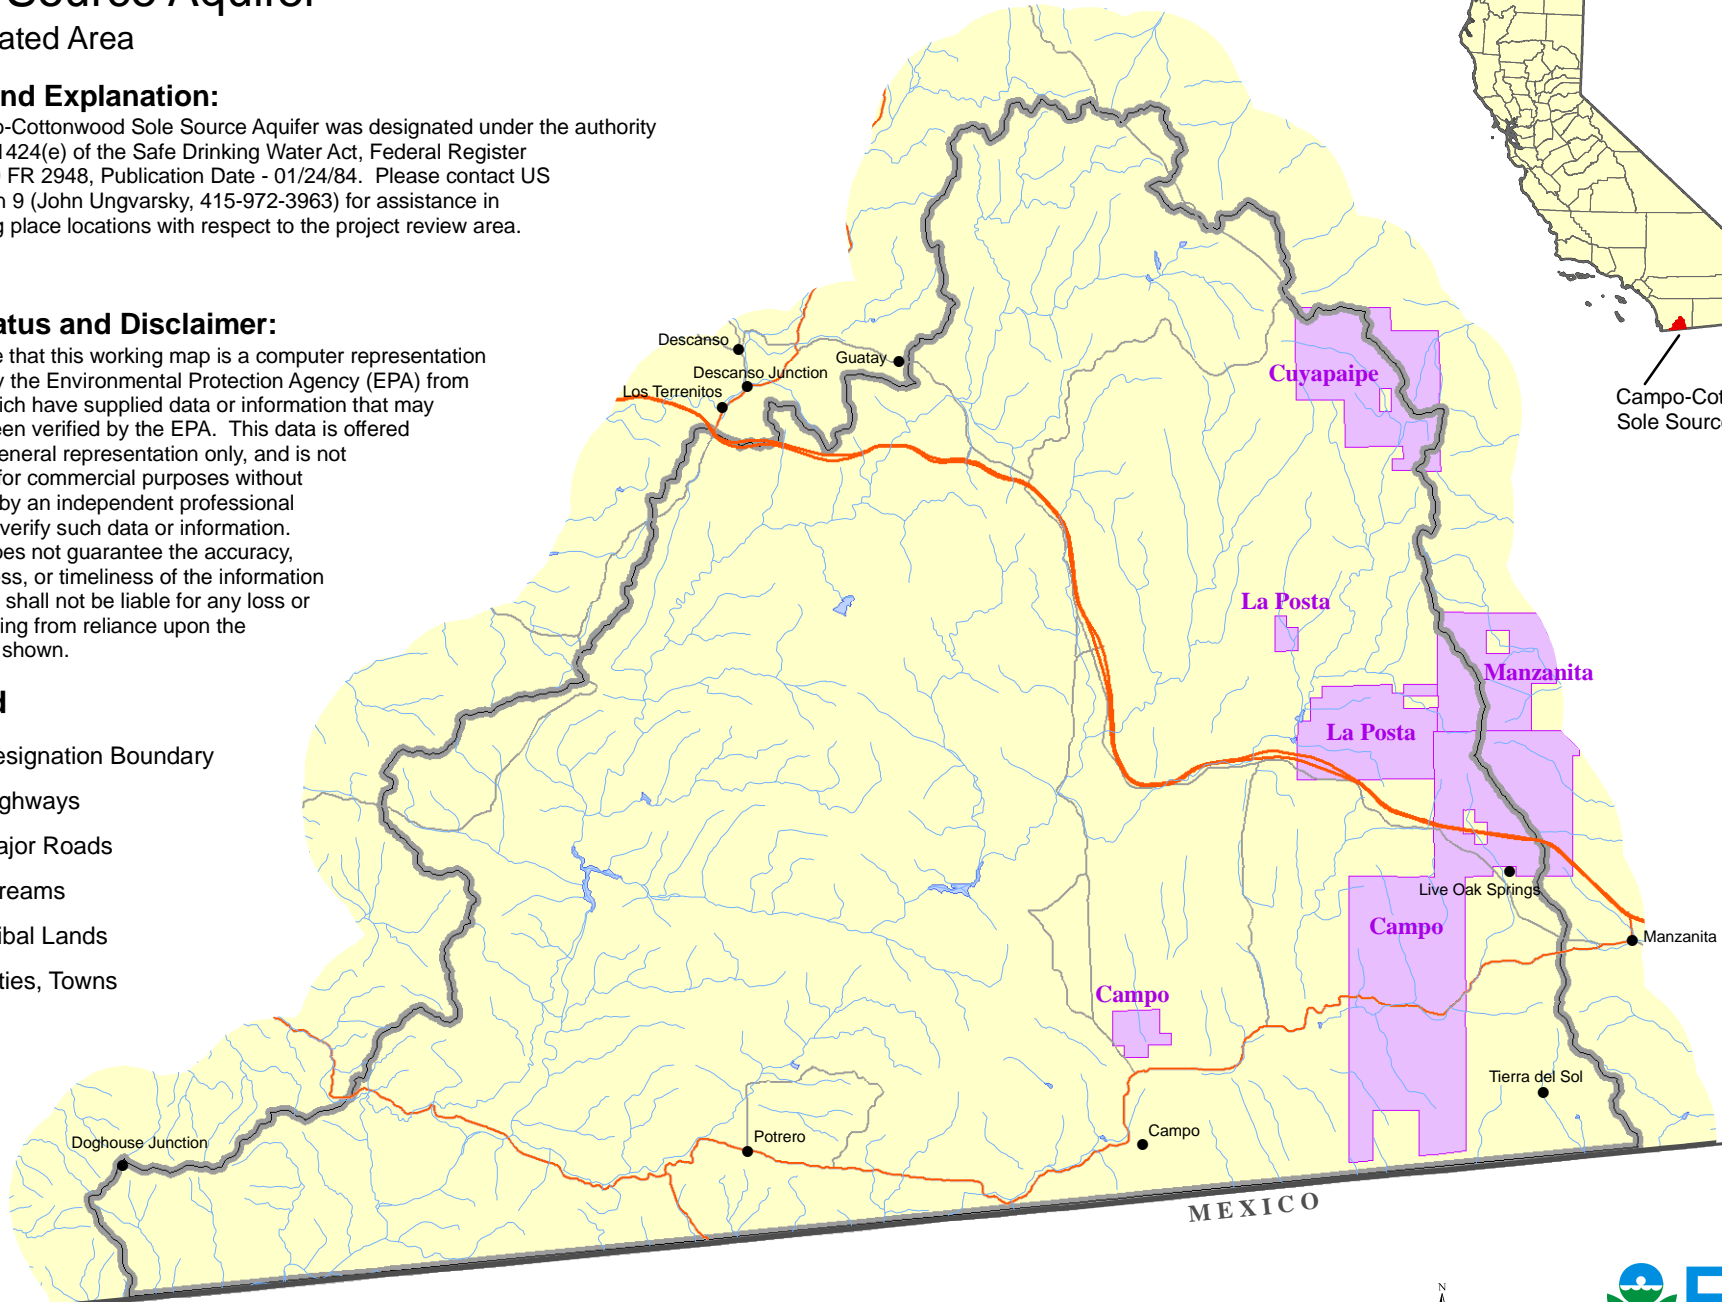 Source Aquifer
ated Area
nd Explanation:
o-Cottonwood Sole Source Aquifer was designated under the authority
1424(e) of the Safe Drinking Water Act, Federal Register
FR 2948, Publication Date - 01/24/84. Please contact US
n 9 (John Ungvarsky, 415-972-3963) for assistance in
g place locations with respect to the project review area.
atus and Disclaimer:
e that this working map is a computer representation
y the Environmental Protection Agency (EPA) from
ich have supplied data or information that may
een verified by the EPA. This data is offered
eneral representation only, and is not
for commercial purposes without
by an independent professional
verify such data or information.
oes not guarantee the accuracy,
ess, or timeliness of the information
shall not be liable for any loss or
ing from reliance upon the
shown.
d
esignation Boundary
ghways
ajor Roads
reams
ibal Lands
ties, Towns
Descanso
Guatay
Descanso Junction
Los Terrenitos
Cuyapaipe
Campo-Cot
Sole Sourc
La Posta
Manzanita
La Posta
Live Oak Springs
Campo
Manzanita
Campo
Tierra del Sol
Doghouse Junction
Potrero
Campo
MEXICO
N